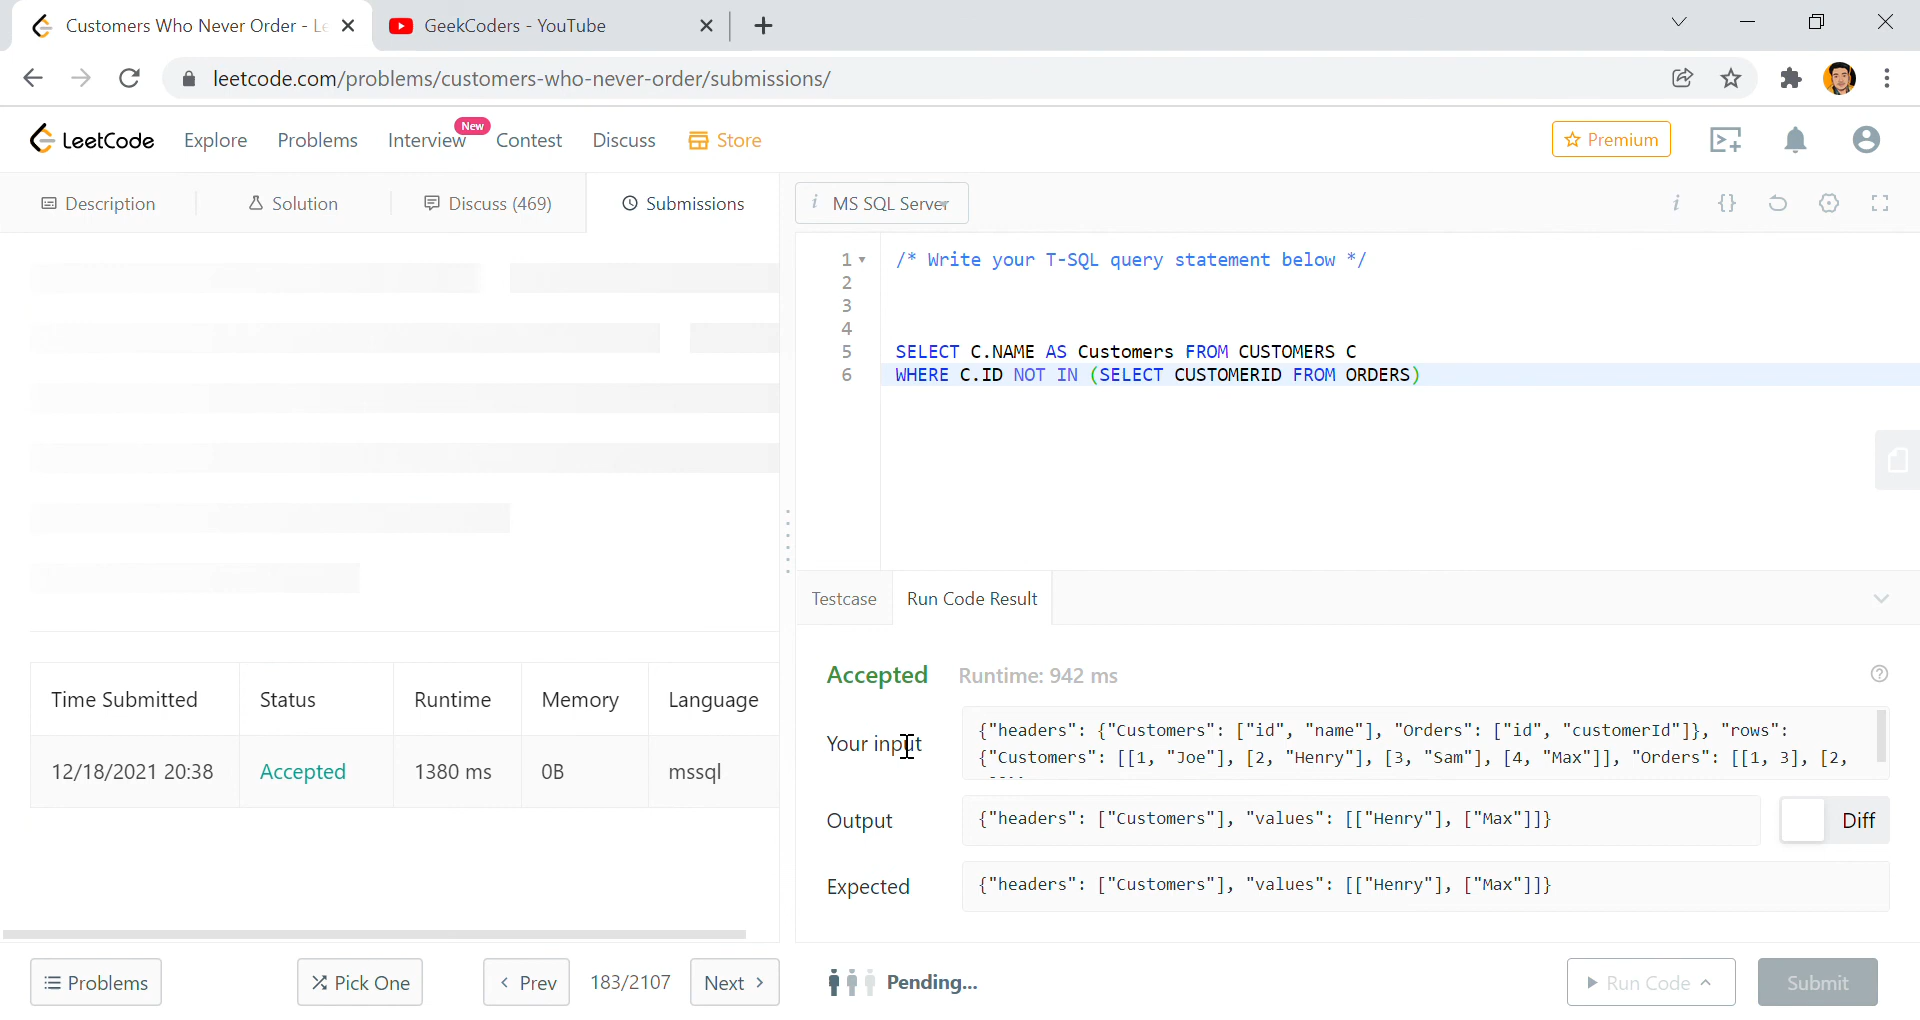 Customers Who Never Order - Le
GeekCoders - YouTube
leetcode.com/problems/customers-who-never-order/submissions/
LeetCode
Explore
Problems
Interview
New
Contest
Discuss
Store
Premium
Description
Solution
Discuss (469)
Submissions
i MS SQL Server
i {}
1 /* Write your T-SQL query statement below */
2
3
4
5 SELECT C.NAME AS Customers FROM CUSTOMERS C
6 WHERE C.ID NOT IN (SELECT CUSTOMERID FROM ORDERS)
Testcase
Run Code Result
Accepted Runtime: 942 ms
Your input
{"headers": {"Customers": ["id", "name"], "Orders": ["id", "customerId"]}, "rows":
{"Customers": [[1, "Joe"], [2, "Henry"], [3, "Sam"], [4, "Max"]], "Orders": [[1, 3], [2,
Output
{"headers": ["Customers"], "values": [["Henry"], ["Max"]]}
Diff
Expected
{"headers": ["Customers"], "values": [["Henry"], ["Max"]]}
Time Submitted Status Runtime Memory Language
12/18/2021 20:38 Accepted 1380 ms 0B mssql
Problems
Pick One
Prev
183/2107
Next
Pending...
Run Code
Submit